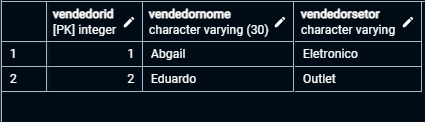 vendedorid vendedornome vendedorsetor
[PK] integer character varying (30) character varying
1 1 Abgail Eletronico
2 2 Eduardo Outlet